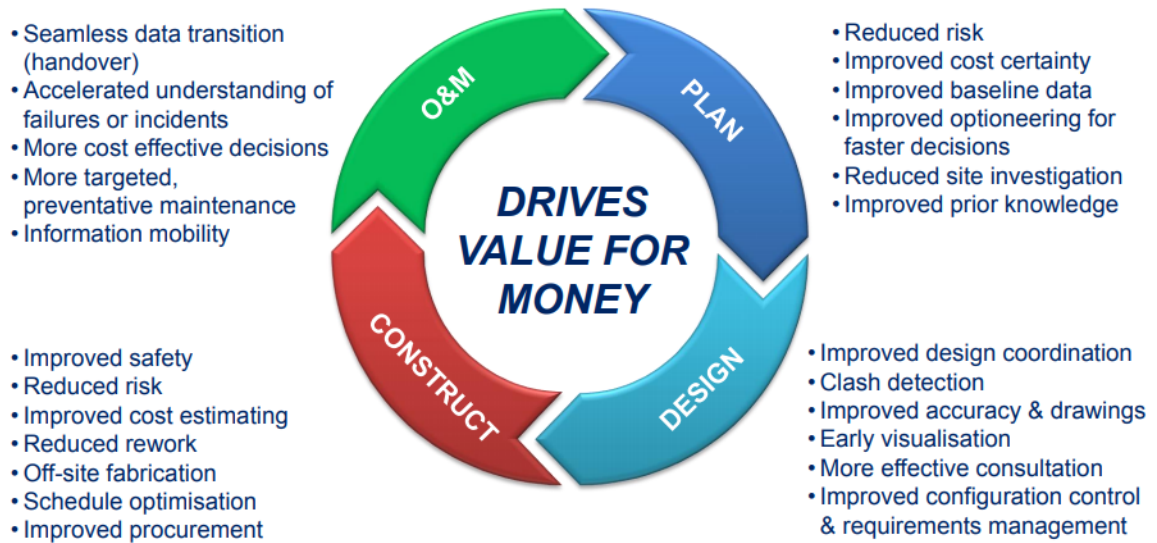 • Seamless data transition
(handover)
• Accelerated understanding of
failures or incidents
• More cost effective decisions
• More targeted,
preventative maintenance
• Information mobility
O&M
PLAN
• Reduced risk
• Improved cost certainty
• Improved baseline data
• Improved optioneering for
faster decisions
• Reduced site investigation
• Improved prior knowledge
DRIVES
VALUE FOR
MONEY
CONSTRUCT
DESIGN
• Improved safety
• Reduced risk
• Improved cost estimating
• Reduced rework
• Off-site fabrication
• Schedule optimisation
• Improved procurement
• Improved design coordination
• Clash detection
• Improved accuracy & drawings
• Early visualisation
• More effective consultation
• Improved configuration control
& requirements management